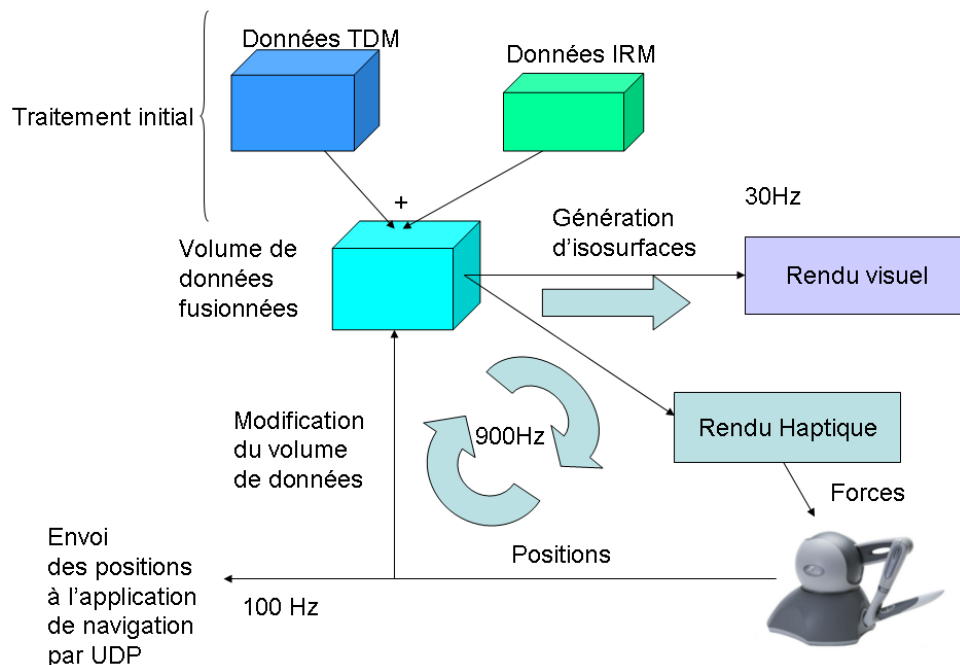 Données TDM
Données IRM
Traitement initial
+
30Hz
Génération
d'isosurfaces
Volume de
données
fusionnées
Rendu visuel
Modification
du volume
de données
900Hz
Rendu Haptique
Forces
Envoi
des positions
à l'application
de navigation
par UDP
Positions
100 Hz